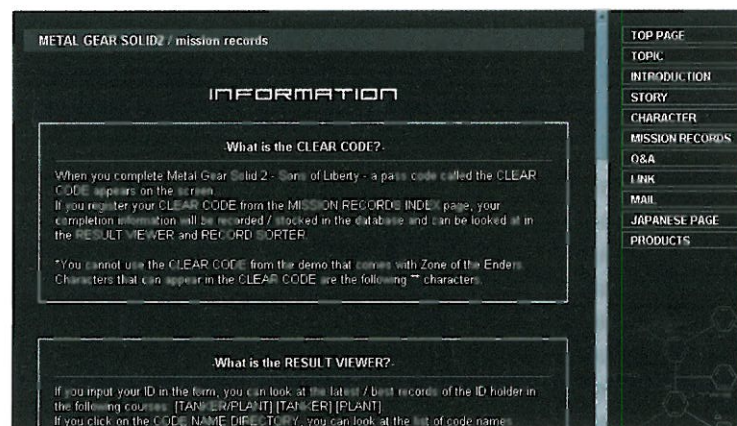 METAL GEAR SOLID2 / mission records
INFORMATION
-What is the CLEAR CODE?-
When you complete Metal Gear Solid 2 - Sons of Liberty - a pass code called the CLEAR
CODE appears on the screen.
If you register your CLEAR CODE from the MISSION RECORDS INDEX page, your
completion information will be recorded / stocked in the database and can be looked at in
the RESULT VIEWER and RECORD SORTER.
*You cannot use the CLEAR CODE from the demo that comes with Zone of the Enders.
Characters that can appear in the CLEAR CODE are the following ** characters.
-What is the RESULT VIEWER?-
If you input your ID in the form, you can look at the latest / best records of the ID holder in
the following courses: [TANKER/PLANT] [TANKER] [PLANT]
If you click on the CODE NAME DIRECTORY, you can look at the list of code names
TOP PAGE
TOPIC
INTRODUCTION
STORY
CHARACTER
MISSION RECORDS
Q&A
LINK
MAIL
JAPANESE PAGE
PRODUCTS